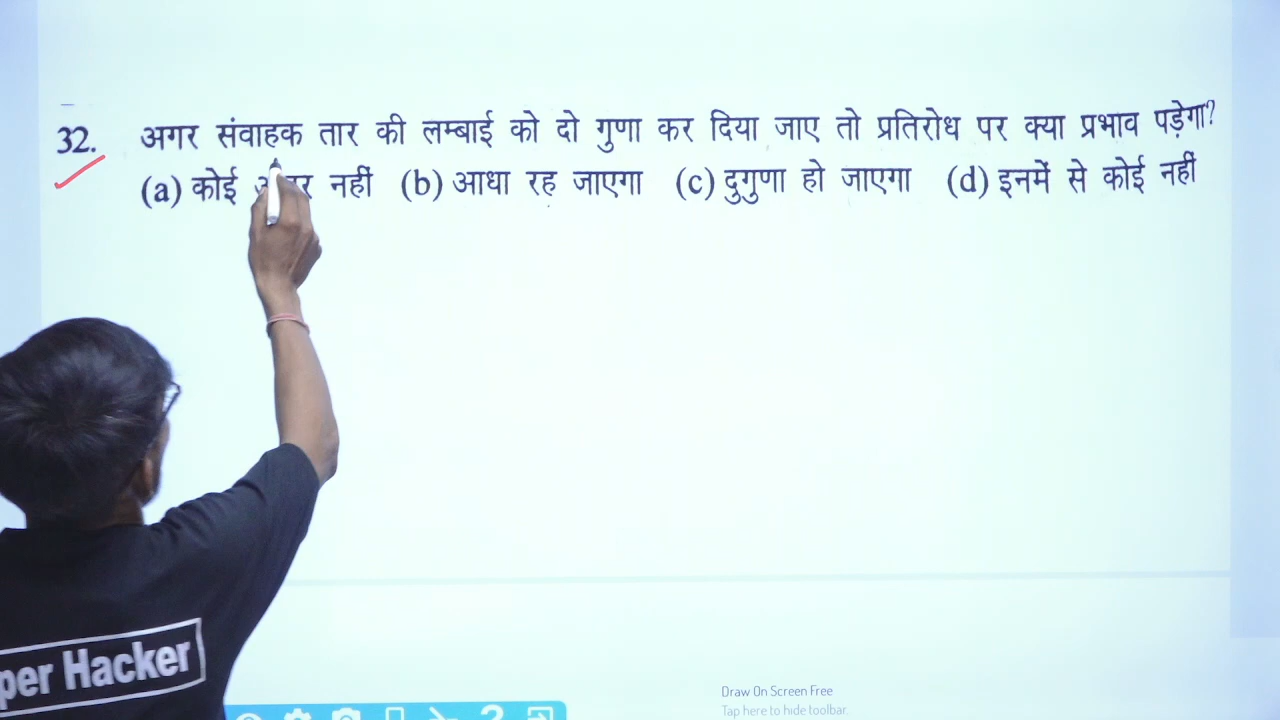 32. अगर संवाहक तार की लम्बाई को दो गुणा कर दिया जाए तो प्रतिरोध पर क्या प्रभाव पड़ेगा?
(a) कोई नहीं (b) आधा रह जाएगा (c) दुगुणा हो जाएगा (d) इनमें से कोई नहीं
per Hacker
Draw On Screen Free
Tap here to hide toolbar.